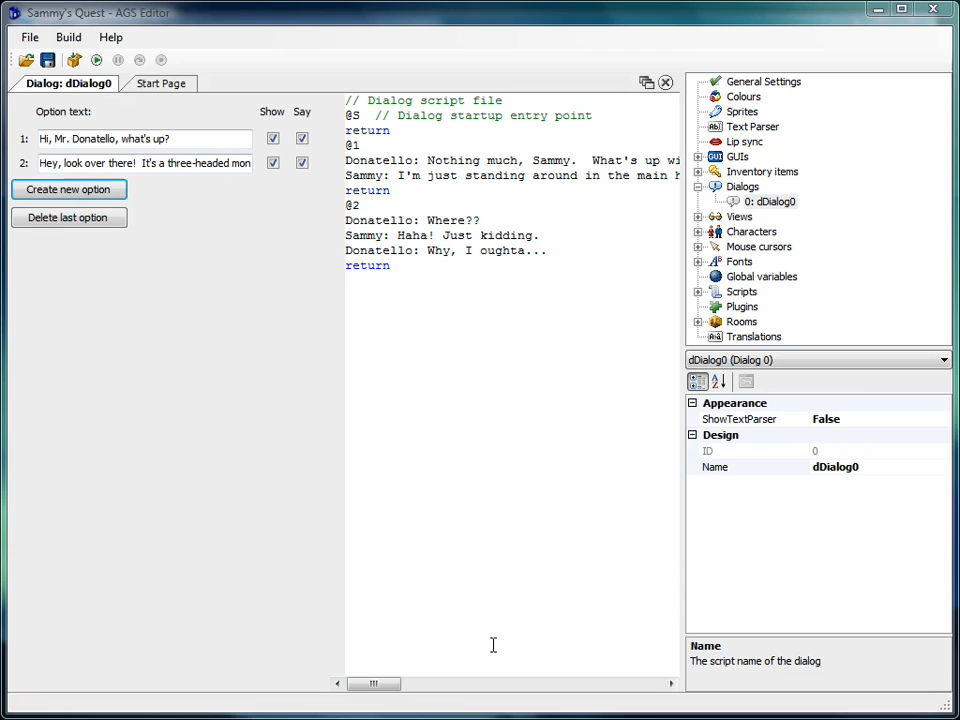 Sammy's Quest - AGS Editor
File Build Help
Dialog: dDialog0 Start Page
Option text: Show Say
1: Hi, Mr. Donatello, what's up?
2: Hey, look over there! It's a three-headed mon
Create new option
Delete last option
// Dialog script file
@S // Dialog startup entry point
return
@1
Donatello: Nothing much, Sammy. What's up wi
Sammy: I'm just standing around in the main h
return
@2
Donatello: Where??
Sammy: Haha! Just kidding.
Donatello: Why, I oughta...
return
General Settings
Colours
Sprites
Text Parser
Lip sync
GUIs
Inventory items
Dialogs
0: dDialog0
Views
Characters
Mouse cursors
Fonts
Global variables
Scripts
Plugins
Rooms
Translations
dDialog0 (Dialog 0)
Appearance
ShowTextParser False
Design
ID 0
Name dDialog0
Name
The script name of the dialog